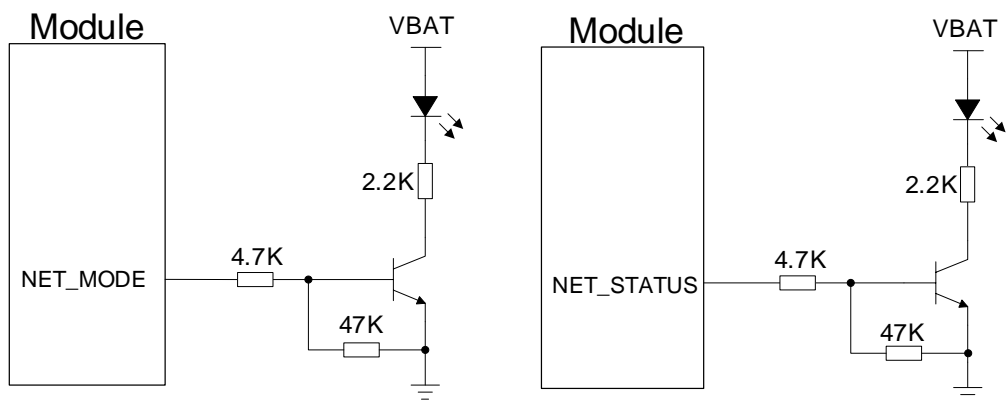 Module
VBAT
2.2K
4.7K
NET_MODE
47K
Module
VBAT
2.2K
4.7K
NET_STATUS
47K